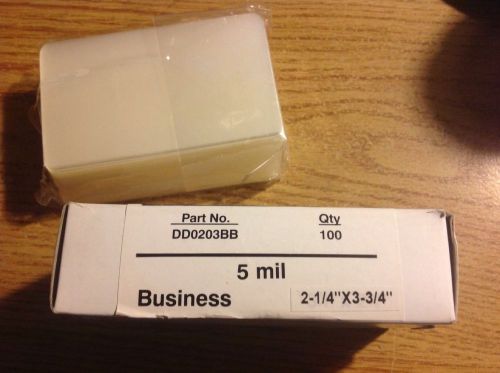 Part No. Qty
DD0203BB 100
5 mil
Business 2-1/4"X3-3/4"